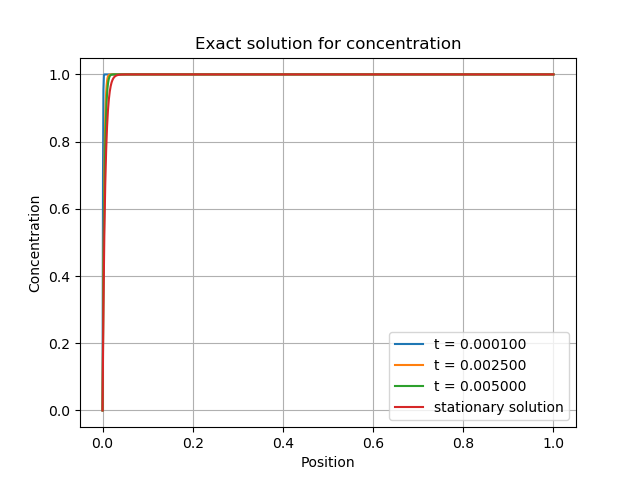 Exact solution for concentration
Concentration
1.0
0.8
0.6
0.4
0.2
0.0
t = 0.000100
t = 0.002500
t = 0.005000
stationary solution
0.0 0.2 0.4 0.6 0.8 1.0
Position